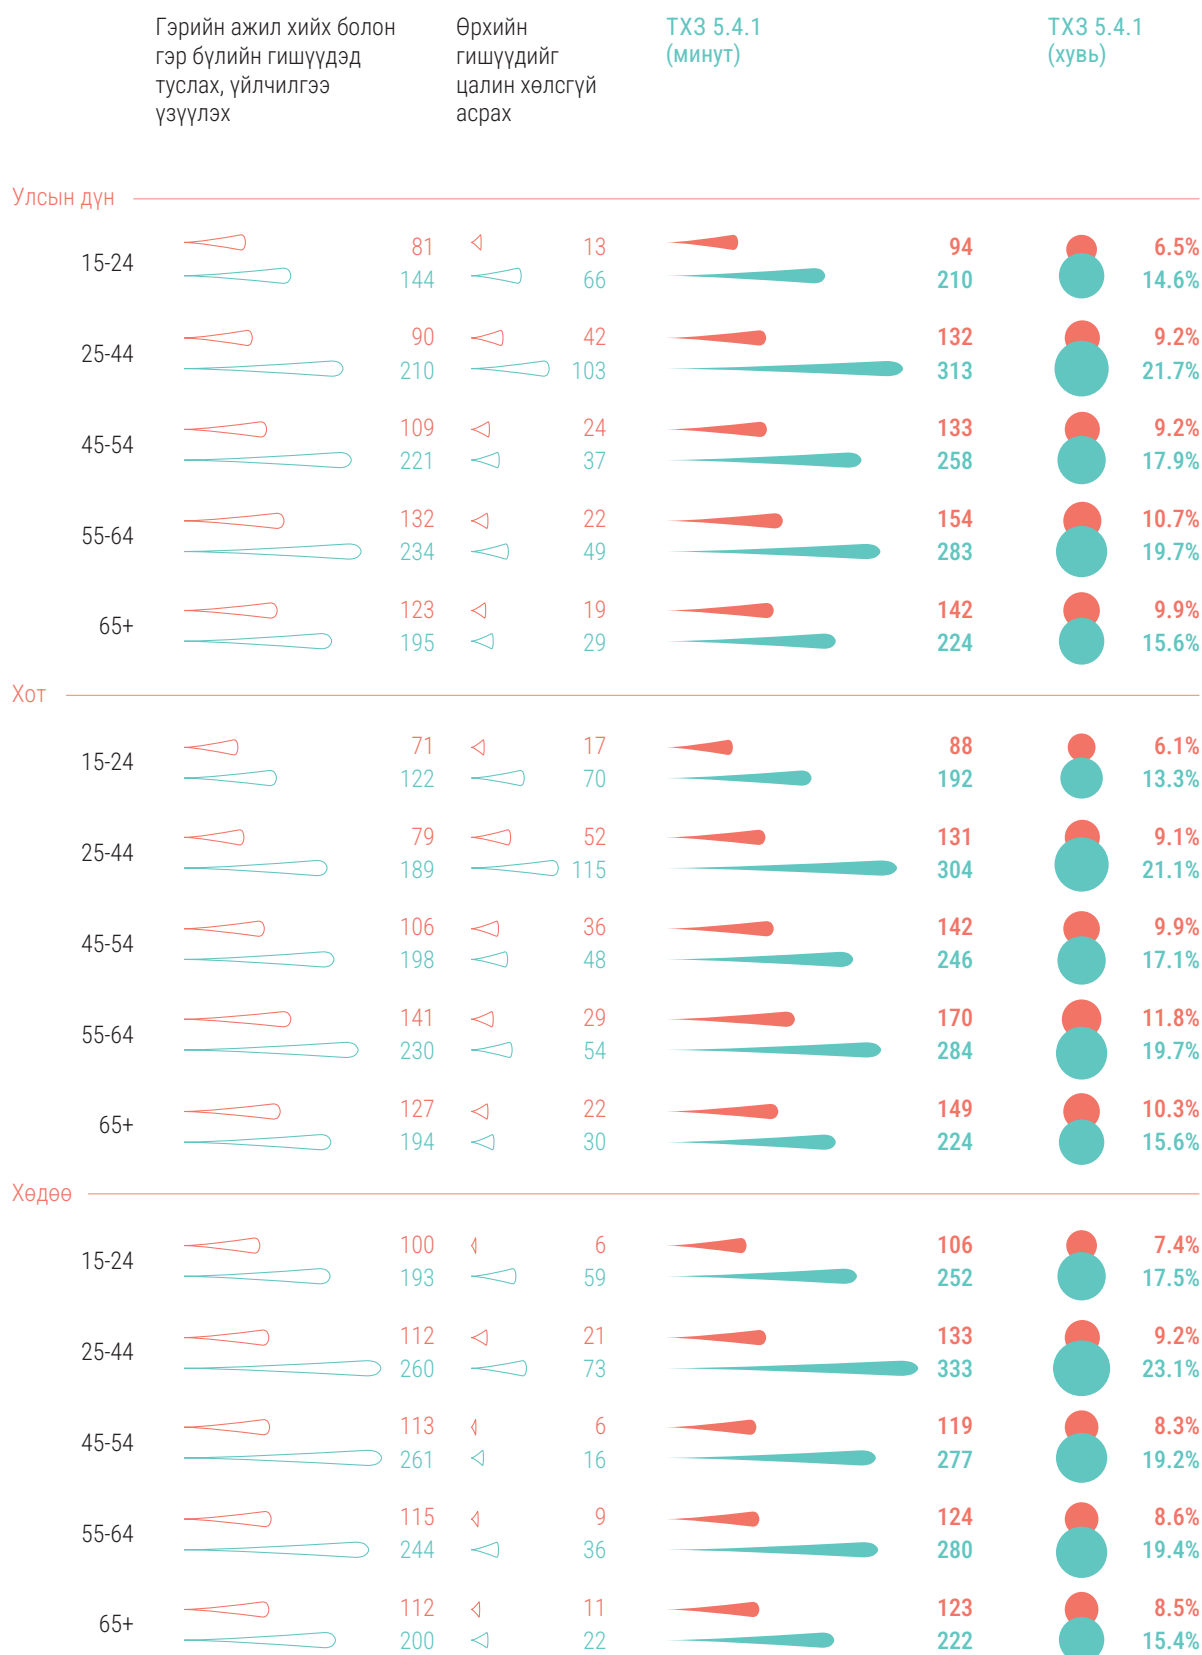 Гэрийн ажил хийх болон
гэр бүлийн гишүүдэд
туслах, үйлчилгээ
үзүүлэх
Өрхийн
гишүүдийг
цалин хөлсгүй
асрах
ТХЗ 5.4.1
(минут)
ТХЗ 5.4.1
(хувь)
Улсын дүн
15-24
81 13 94 6.5%
144 66 210 14.6%
25-44
90 42 132 9.2%
210 103 313 21.7%
45-54
109 24 133 9.2%
221 37 258 17.9%
55-64
132 22 154 10.7%
234 49 283 19.7%
65+
123 19 142 9.9%
195 29 224 15.6%
Хот
15-24
71 17 88 6.1%
122 70 192 13.3%
25-44
79 52 131 9.1%
189 115 304 21.1%
45-54
106 36 142 9.9%
198 48 246 17.1%
55-64
141 29 170 11.8%
230 54 284 19.7%
65+
127 22 149 10.3%
194 30 224 15.6%
Хөдөө
15-24
100 6 106 7.4%
193 59 252 17.5%
25-44
112 21 133 9.2%
260 73 333 23.1%
45-54
113 6 119 8.3%
261 16 277 19.2%
55-64
115 9 124 8.6%
244 36 280 19.4%
65+
112 11 123 8.5%
200 22 222 15.4%